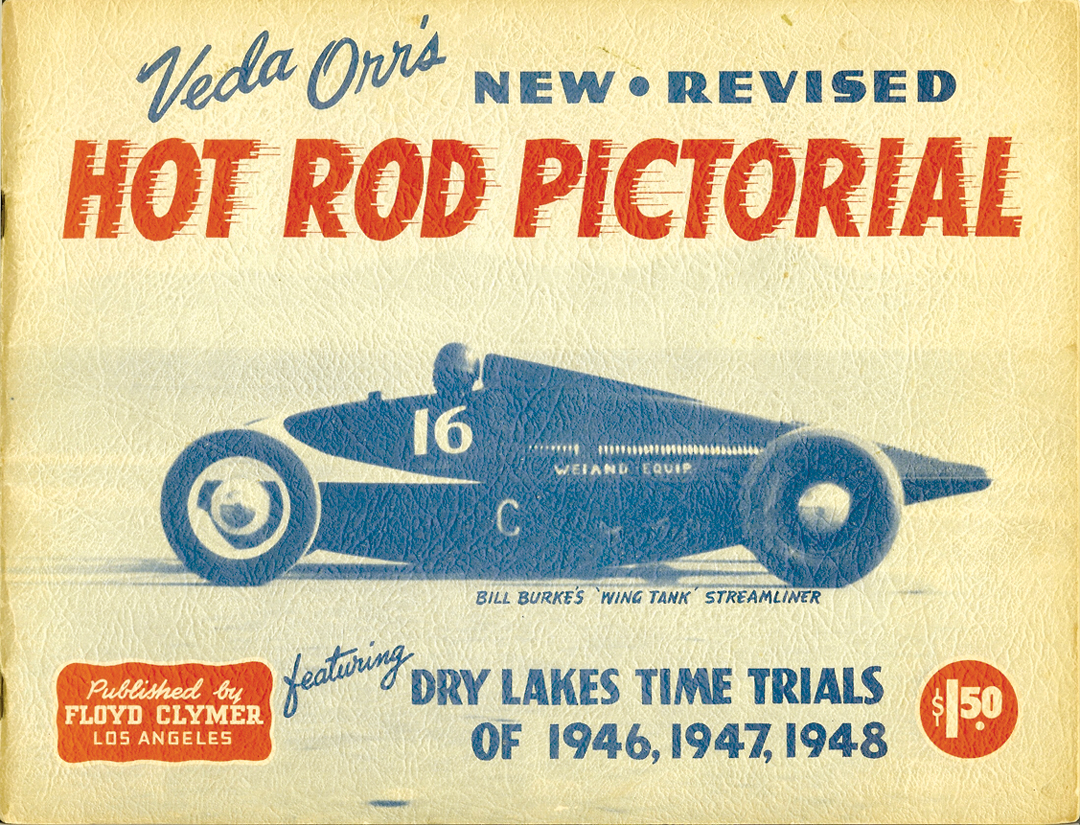 Veda Orr's NEW • REVISED
HOT ROD PICTORIAL
16
WEIAND EQUIP.
C
BILL BURKE'S 'WING TANK' STREAMLINER
Published by
FLOYD CLYMER
LOS ANGELES
featuring DRY LAKES TIME TRIALS
OF 1946, 1947, 1948
$1.50